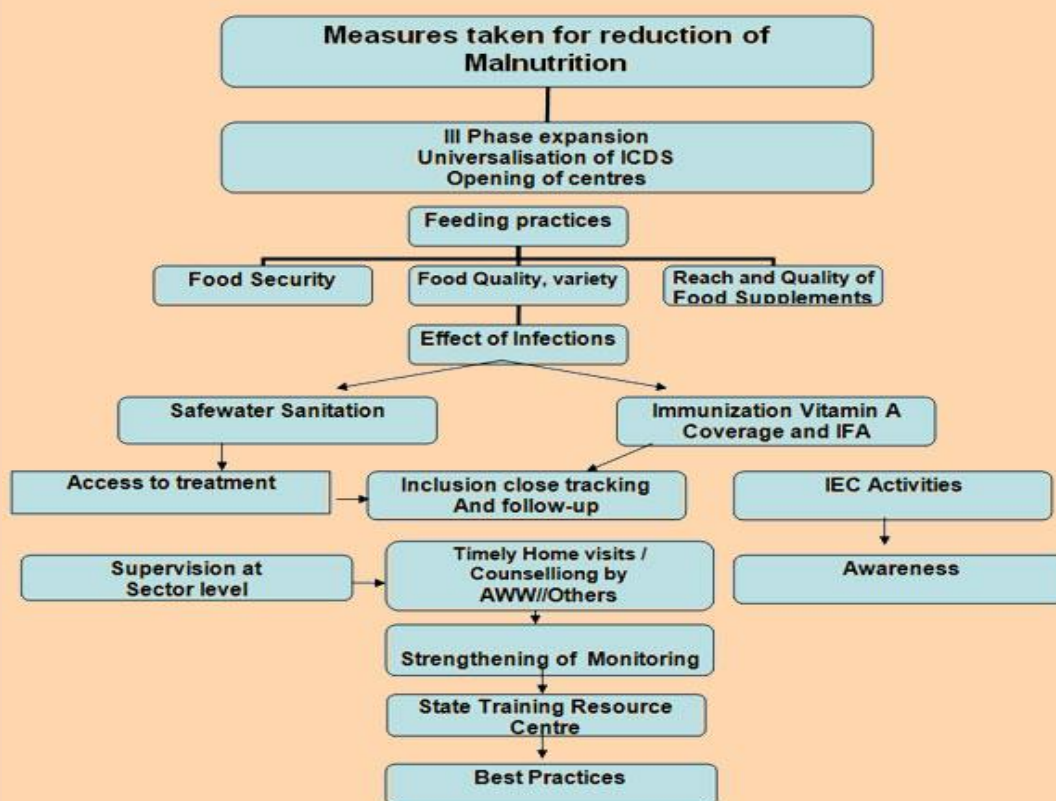 Measures taken for reduction of
Malnutrition
III Phase expansion
Universalisation of ICDS
Opening of centres
Feeding practices
Food Security
Food Quality, variety
Reach and Quality of
Food Supplements
Effect of Infections
Safewater Sanitation
Immunization Vitamin A
Coverage and IFA
Access to treatment
Inclusion close tracking
And follow-up
IEC Activities
Supervision at
Sector level
Timely Home visits /
Counselliong by
AWW//Others
Awareness
Strengthening of Monitoring
State Training Resource
Centre
Best Practices